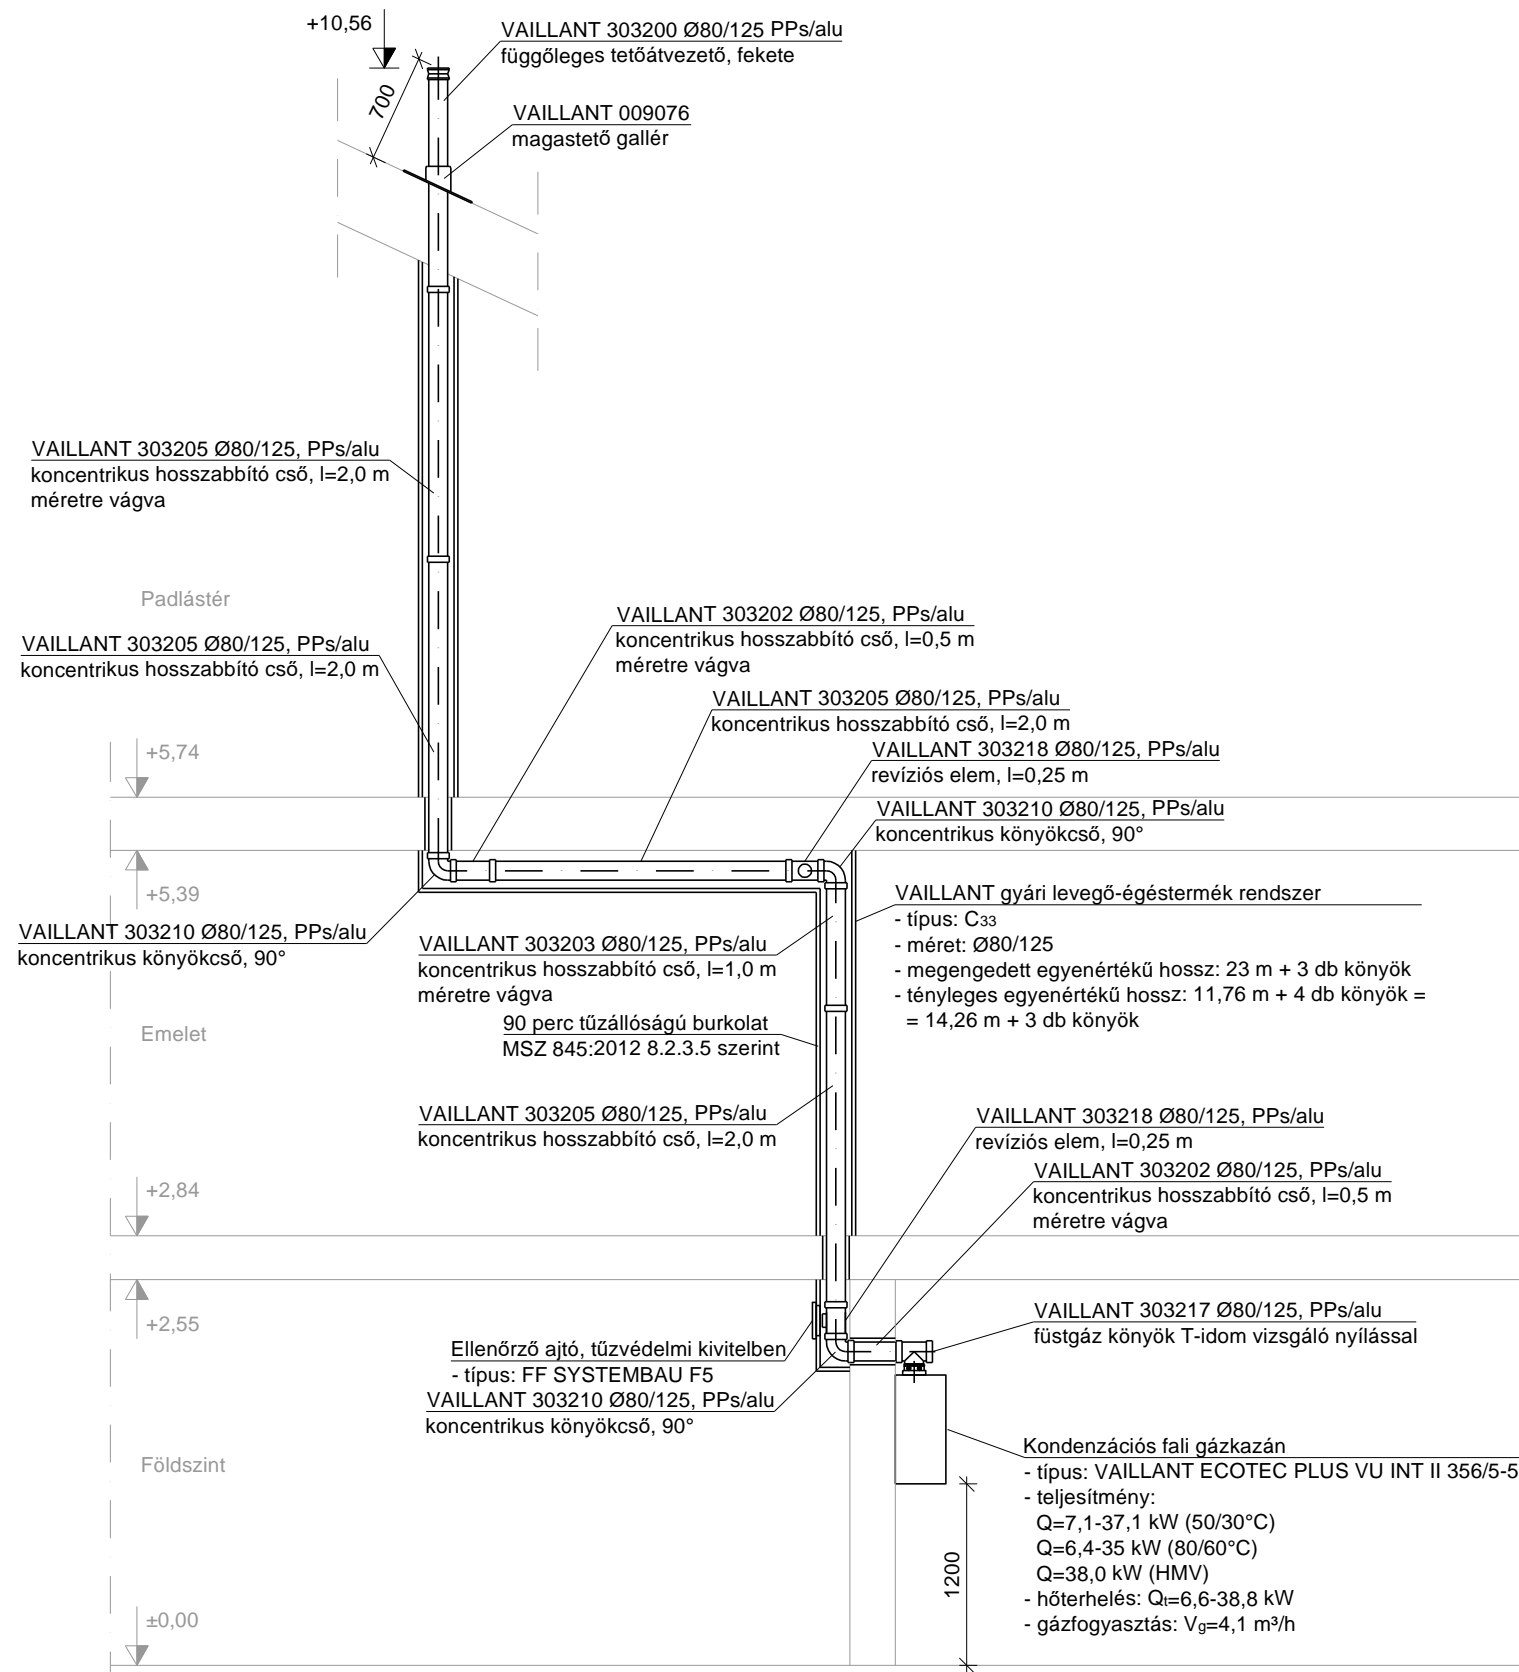 +10,56
VAILLANT 303200 Ø80/125 PPs/alu
függőleges tetőátvezető, fekete
700
VAILLANT 009076
magastető gallér
VAILLANT 303205 Ø80/125, PPs/alu
koncentrikus hosszabbító cső, l=2,0 m
méretre vágva
Padlástér
VAILLANT 303205 Ø80/125, PPs/alu
koncentrikus hosszabbító cső, l=2,0 m
VAILLANT 303202 Ø80/125, PPs/alu
koncentrikus hosszabbító cső, l=0,5 m
méretre vágva
VAILLANT 303205 Ø80/125, PPs/alu
koncentrikus hosszabbító cső, l=2,0 m
+5,74
VAILLANT 303218 Ø80/125, PPs/alu
revíziós elem, l=0,25 m
VAILLANT 303210 Ø80/125, PPs/alu
koncentrikus könyökcső, 90°
+5,39
VAILLANT 303210 Ø80/125, PPs/alu
koncentrikus könyökcső, 90°
VAILLANT gyári levegő-égéstermék rendszer
- típus: C33
- méret: Ø80/125
- megengedett egyenértékű hossz: 23 m + 3 db könyök
- tényleges egyenértékű hossz: 11,76 m + 4 db könyök =
= 14,26 m + 3 db könyök
VAILLANT 303203 Ø80/125, PPs/alu
koncentrikus hosszabbító cső, l=1,0 m
méretre vágva
90 perc tűzállóságú burkolat
MSZ 845:2012 8.2.3.5 szerint
Emelet
VAILLANT 303205 Ø80/125, PPs/alu
koncentrikus hosszabbító cső, l=2,0 m
VAILLANT 303218 Ø80/125, PPs/alu
revíziós elem, l=0,25 m
VAILLANT 303202 Ø80/125, PPs/alu
koncentrikus hosszabbító cső, l=0,5 m
méretre vágva
+2,84
+2,55
VAILLANT 303217 Ø80/125, PPs/alu
füstgáz könyök T-idom vizsgáló nyílással
Ellenőrző ajtó, tűzvédelmi kivitelben
- típus: FF SYSTEMBAU F5
VAILLANT 303210 Ø80/125, PPs/alu
koncentrikus könyökcső, 90°
Földszint
Kondenzációs fali gázkazán
- típus: VAILLANT ECOTEC PLUS VU INT II 356/5-5
- teljesítmény:
Q=7,1-37,1 kW (50/30°C)
Q=6,4-35 kW (80/60°C)
Q=38,0 kW (HMV)
- hőterhelés: Qt=6,6-38,8 kW
- gázfogyasztás: Vg=4,1 m³/h
1200
±0,00